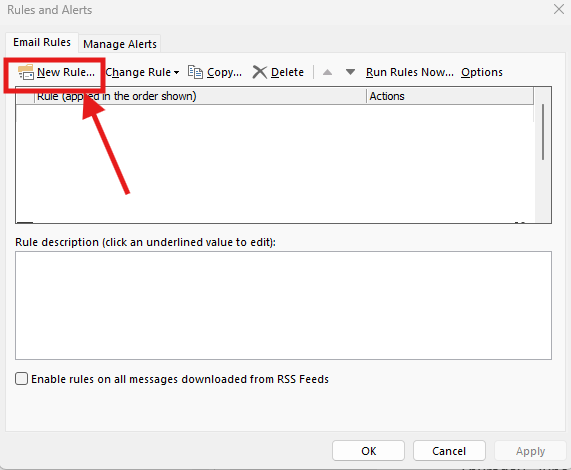 Rules and Alerts
Email Rules Manage Alerts
New Rule... Change Rule Copy... Delete Run Rules Now... Options
Rule (applied in the order shown) Actions
Rule description (click an underlined value to edit):
Enable rules on all messages downloaded from RSS Feeds
OK Cancel Apply